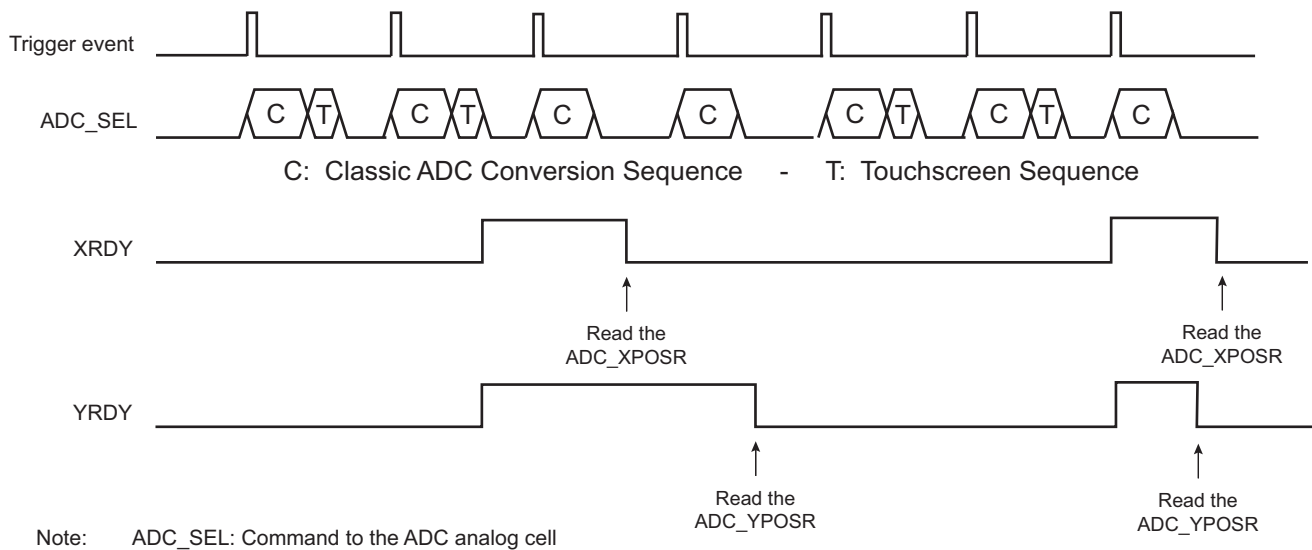 Trigger event
ADC_SEL
C T C T C C C T C T C
C: Classic ADC Conversion Sequence - T: Touchscreen Sequence
XRDY
Read the
ADC_XPOSR
Read the
ADC_XPOSR
YRDY
Read the
ADC_YPOSR
Read the
ADC_YPOSR
Note: ADC_SEL: Command to the ADC analog cell